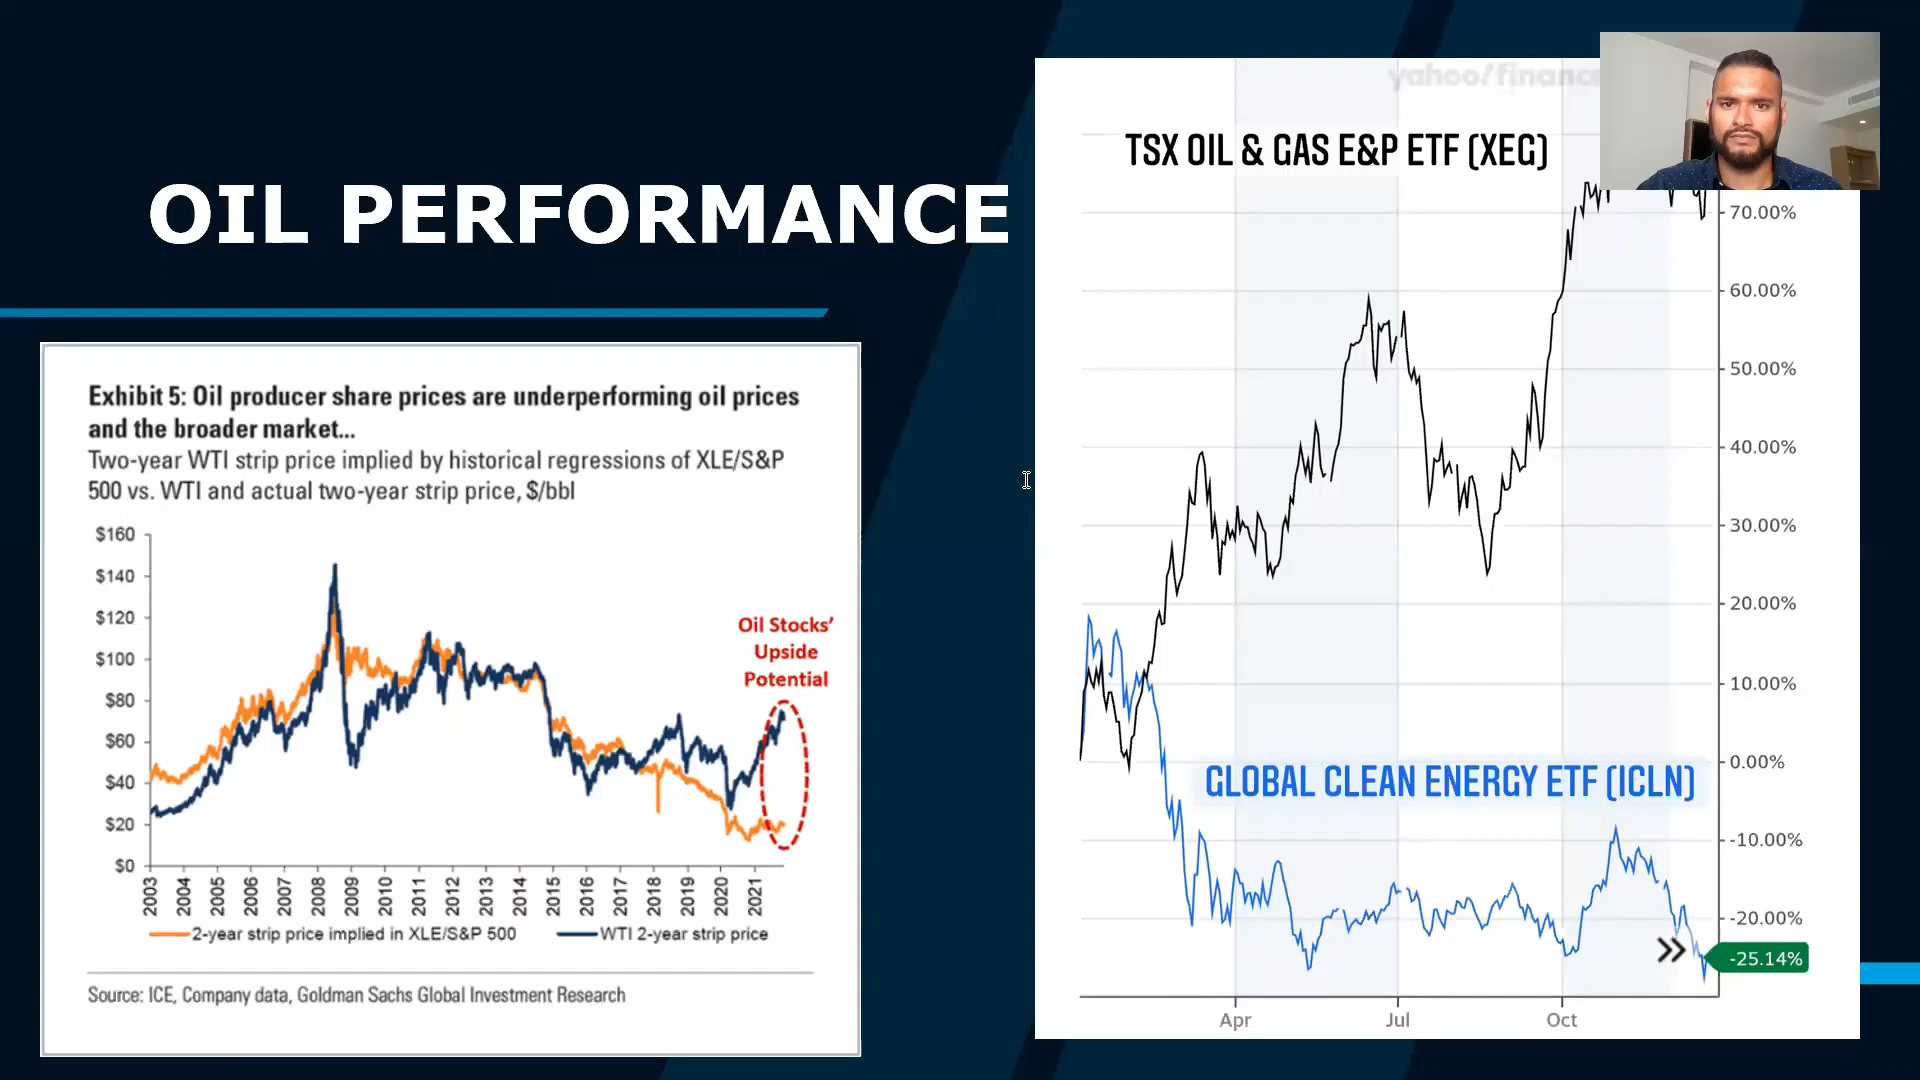 OIL PERFORMANCE
Exhibit 5: Oil producer share prices are underperforming oil prices
and the broader market...
Two-year WTI strip price implied by historical regressions of XLE/S&P
500 vs. WTI and actual two-year strip price, $/bbl
$160
$140
$120
$100
$80
$60
$40
$20
$0
Oil Stocks’
Upside
Potential
2003
2004
2005
2006
2007
2008
2009
2010
2011
2012
2013
2014
2015
2016
2017
2018
2019
2020
2021
2-year strip price implied in XLE/S&P 500
WTI 2-year strip price
Source: ICE, Company data, Goldman Sachs Global Investment Research
yahoo/finance
TSX OIL & GAS E&P ETF (XEG)
70.00%
60.00%
50.00%
40.00%
30.00%
20.00%
10.00%
0.00%
GLOBAL CLEAN ENERGY ETF (ICLN)
-10.00%
-20.00%
-25.14%
Apr
Jul
Oct